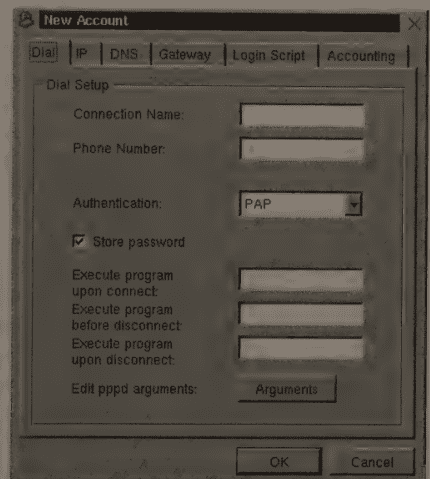 New Account
Dial IP DNS Gateway Login Script Accounting
Dial Setup
Connection Name:
Phone Number:
Authentication: PAP
Store password
Execute program
upon connect:
Execute program
before disconnect:
Execute program
upon disconnect:
Edit pppd arguments: Arguments
OK Cancel